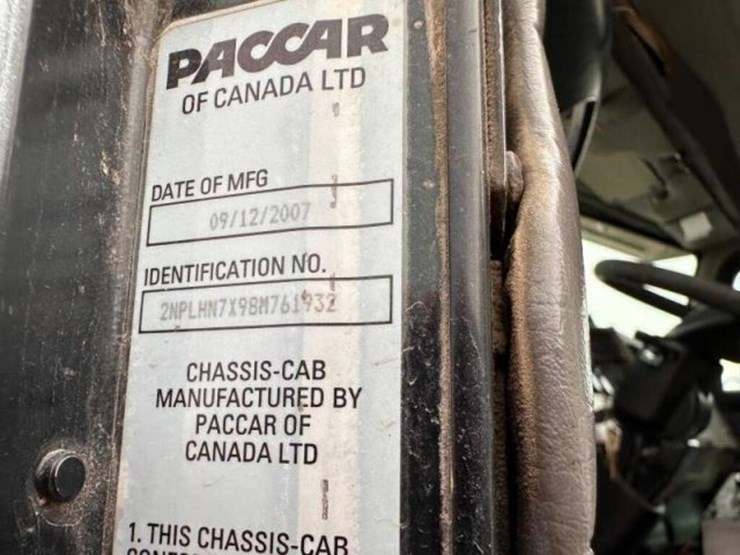 PACCAR
OF CANADA LTD
DATE OF MFG
09/12/2007
IDENTIFICATION NO.
2NPLHN7X98M761932
CHASSIS-CAB
MANUFACTURED BY
PACCAR OF
CANADA LTD
1. THIS CHASSIS-CAB